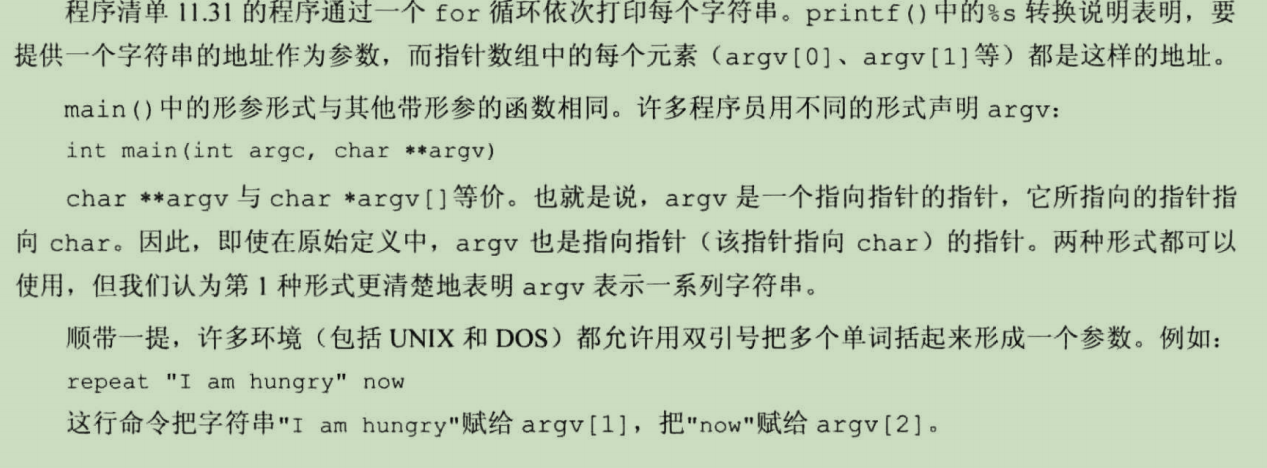 程序清单 11.31 的程序通过一个 for 循环依次打印每个字符串。printf()中的%s 转换说明表明，要
提供一个字符串的地址作为参数，而指针数组中的每个元素（argv[0]、argv[1]等）都是这样的地址。
main()中的形参形式与其他带形参的函数相同。许多程序员用不同的形式声明 argv：
int main(int argc, char **argv)
char **argv 与 char *argv[]等价。也就是说，argv 是一个指向指针的指针，它所指向的指针指
向 char。因此，即使在原始定义中，argv 也是指向指针（该指针指向 char）的指针。两种形式都可以
使用，但我们认为第 1 种形式更清楚地表明 argv 表示一系列字符串。
顺带一提，许多环境（包括 UNIX 和 DOS）都允许用双引号把多个单词括起来形成一个参数。例如：
repeat "I am hungry" now
这行命令把字符串"I am hungry"赋给 argv[1]，把"now"赋给 argv[2]。